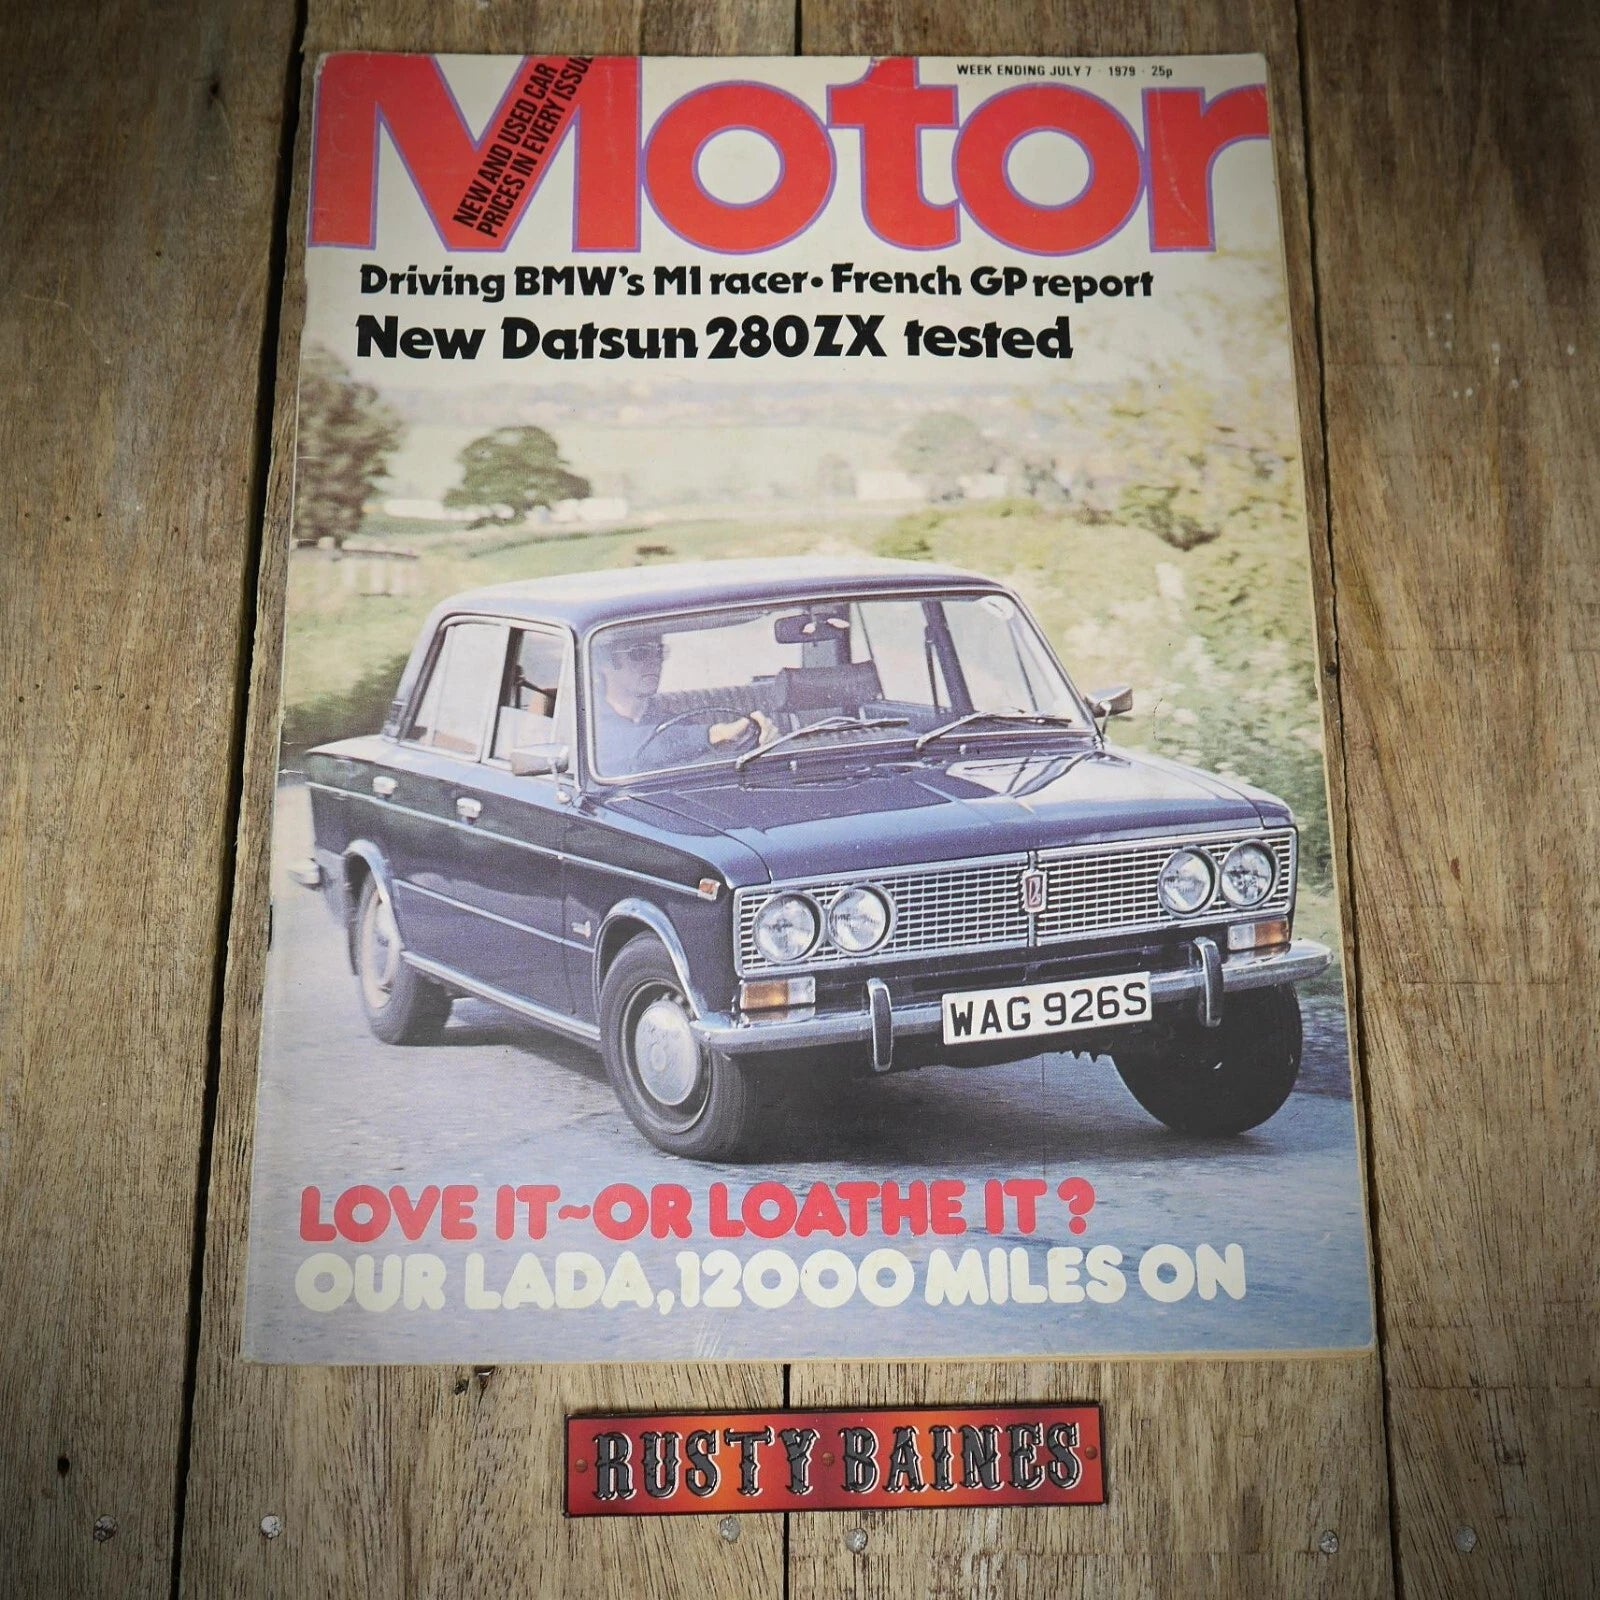 WEEK ENDING JULY 7 · 1979 · 25p
Motor
NEW AND USED CAR
PRICES IN EVERY ISSUE
Driving BMW's M1 racer • French GP report
New Datsun 280ZX tested
WAG 926S
LOVE IT~OR LOATHE IT?
OUR LADA, 12000 MILES ON
RUSTY BAINES